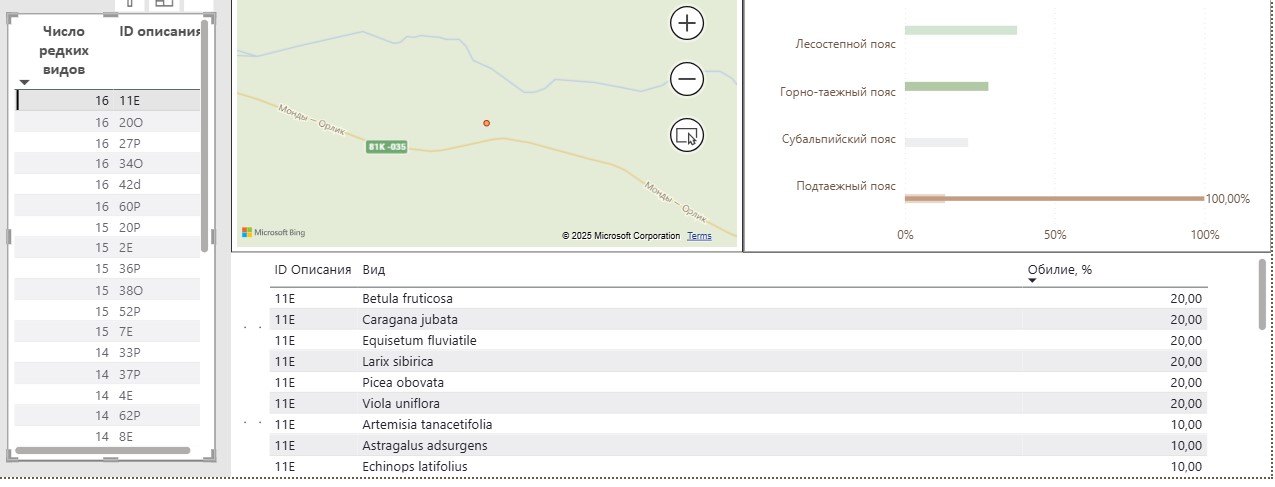 Число редких видов ID описания
16 11E
16 20O
16 27P
16 34O
16 42d
16 60P
15 20P
15 2E
15 36P
15 38O
15 52P
15 7E
14 33P
14 37P
14 4E
14 62P
14 8E
Монды – Орлик
81K -035
Монды – Орлик
Microsoft Bing
© 2025 Microsoft Corporation Terms
Лесостепной пояс
Горно-таежный пояс
Субальпийский пояс
Подтаежный пояс
100,00%
0% 50% 100%
ID Описания Вид Обилие, %
11E Betula fruticosa 20,00
11E Caragana jubata 20,00
11E Equisetum fluviatile 20,00
11E Larix sibirica 20,00
11E Picea obovata 20,00
11E Viola uniflora 20,00
11E Artemisia tanacetifolia 10,00
11E Astragalus adsurgens 10,00
11E Echinops latifolius 10,00